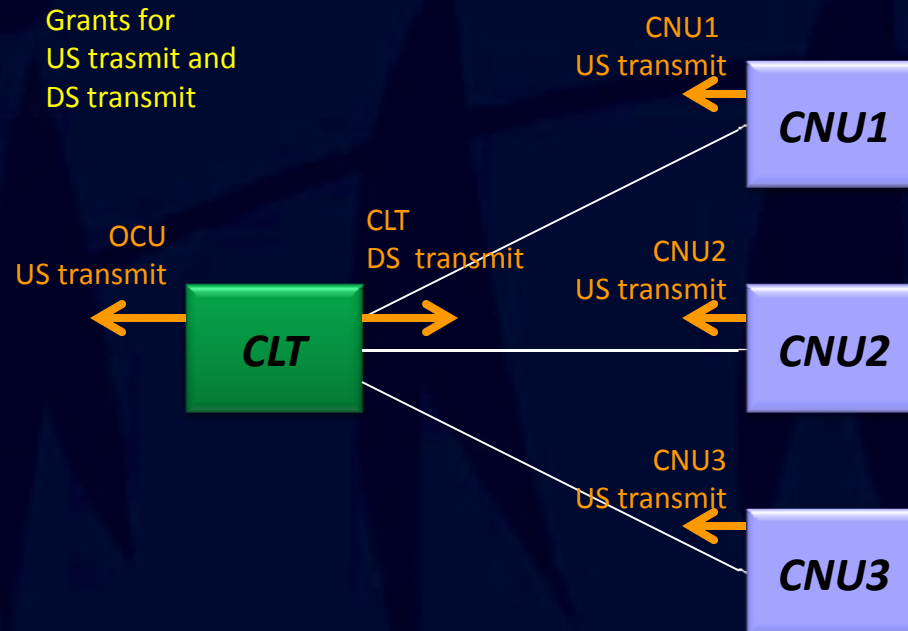 Grants for
US trasmit and
DS transmit
CNU1
US transmit
CNU1
OCU
US transmit
CLT
DS transmit
CLT
CNU2
US transmit
CNU2
CNU3
US transmit
CNU3